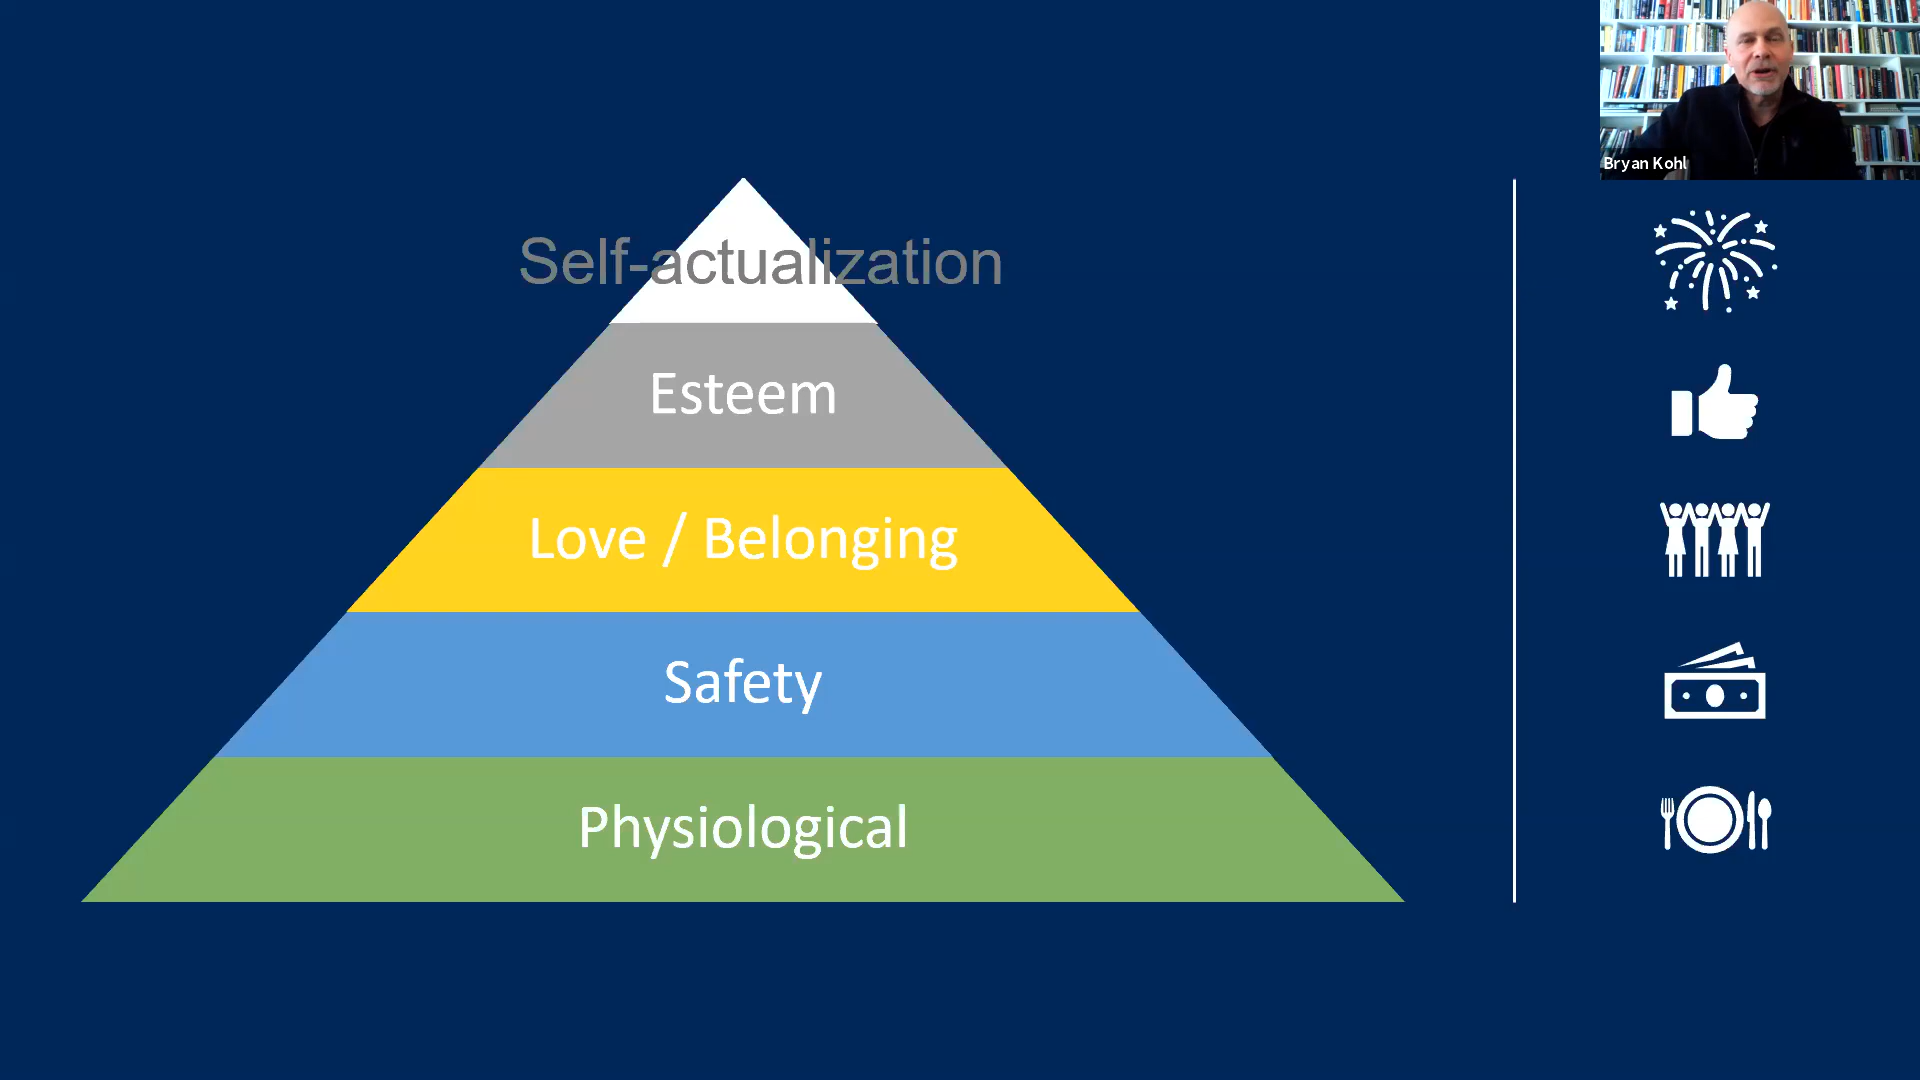 Bryan Kohl
Self-actualization
Esteem
Love / Belonging
Safety
Physiological